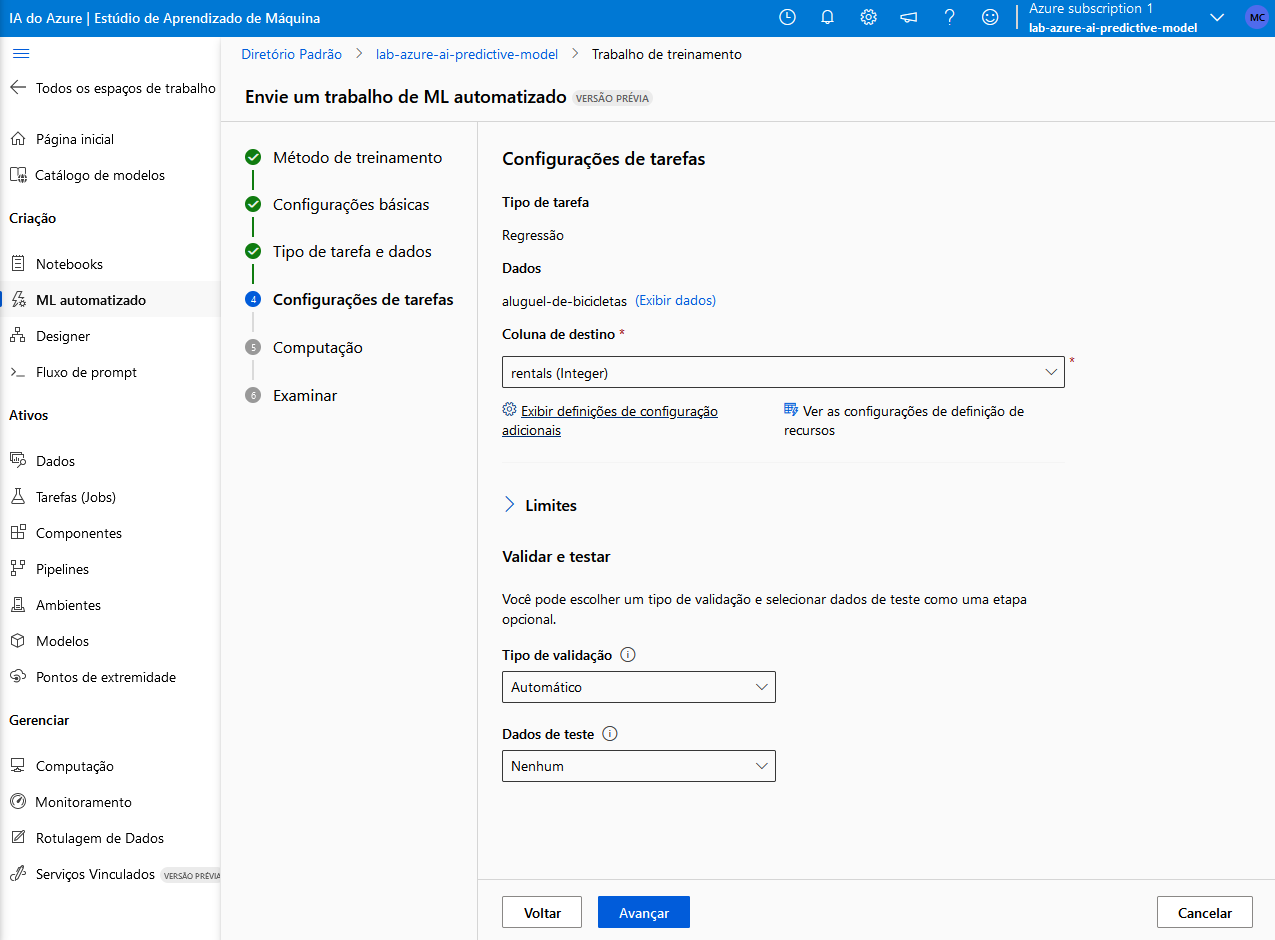 IA do Azure | Estúdio de Aprendizado de Máquina
Azure subscription 1
lab-azure-ai-predictive-model
MC
Todos os espaços de trabalho
Página inicial
Catálogo de modelos
Criação
Notebooks
ML automatizado
Designer
Fluxo de prompt
Ativos
Dados
Tarefas (Jobs)
Componentes
Pipelines
Ambientes
Modelos
Pontos de extremidade
Gerenciar
Computação
Monitoramento
Rotulagem de Dados
Serviços Vinculados VERSÃO PRÉVIA
Diretório Padrão > lab-azure-ai-predictive-model > Trabalho de treinamento
Envie um trabalho de ML automatizado VERSÃO PRÉVIA
Método de treinamento
Configurações básicas
Tipo de tarefa e dados
4 Configurações de tarefas
5 Computação
6 Examinar
Configurações de tarefas
Tipo de tarefa
Regressão
Dados
aluguel-de-bicicletas (Exibir dados)
Coluna de destino *
rentals (Integer) *
Exibir definições de configuração
adicionais
Ver as configurações de definição de
recursos
Limites
Validar e testar
Você pode escolher um tipo de validação e selecionar dados de teste como uma etapa
opcional.
Tipo de validação
Automático
Dados de teste
Nenhum
Voltar
Avançar
Cancelar